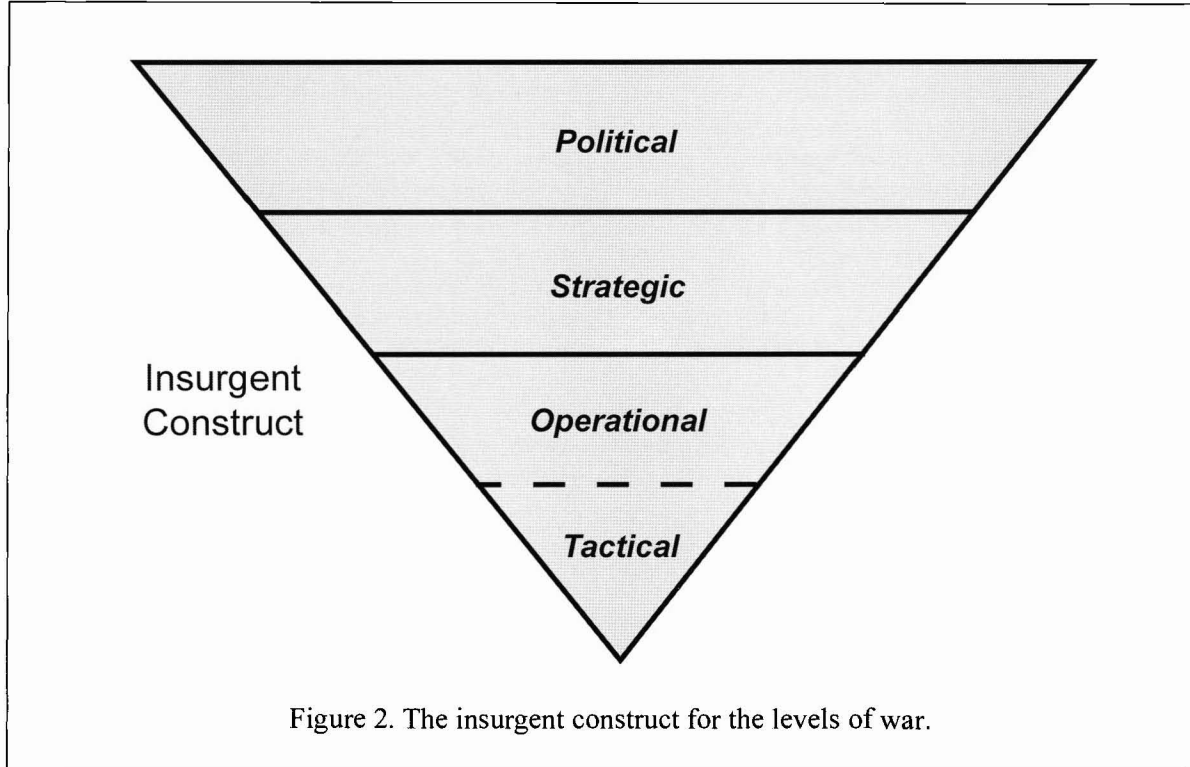 Political
Strategic
Insurgent
Construct
Operational
Tactical
Figure 2. The insurgent construct for the levels of war.